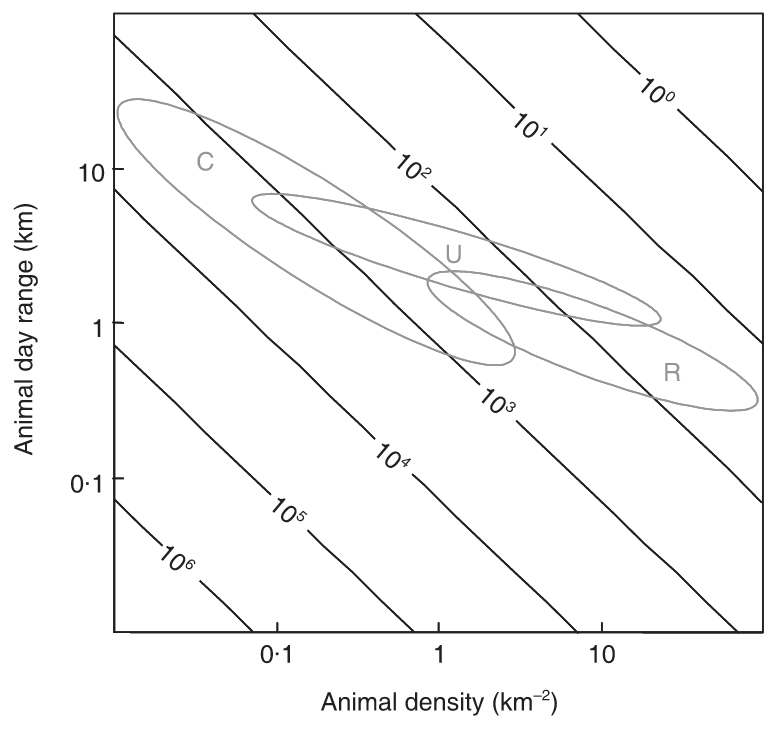 10⁰
10¹
10²
C
10
U
1
R
10³
10⁴
0·1
10⁵
10⁶
0·1
1
10
Animal day range (km)
Animal density (km⁻²)